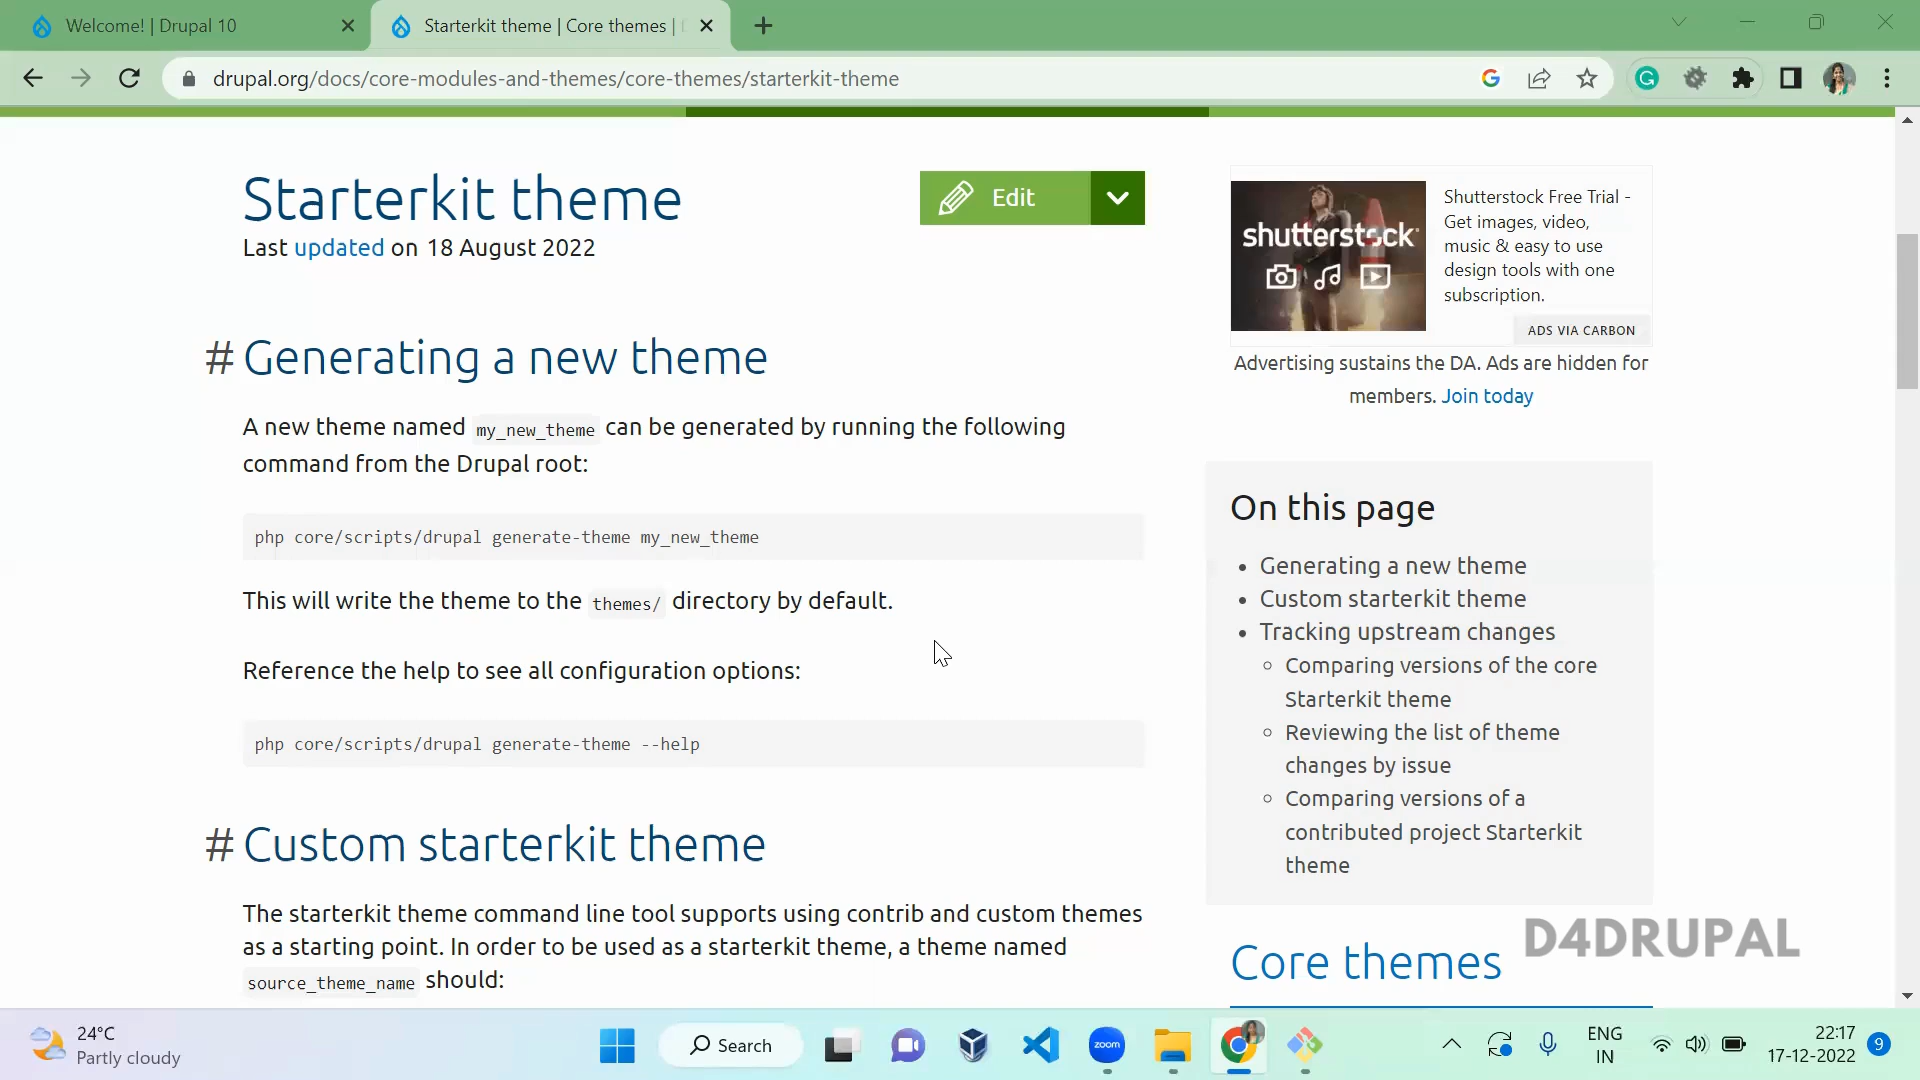 Welcome! | Drupal 10
Starterkit theme | Core themes |
drupal.org/docs/core-modules-and-themes/core-themes/starterkit-theme
Starterkit theme
Edit
Last updated on 18 August 2022
# Generating a new theme
A new theme named my_new_theme can be generated by running the following
command from the Drupal root:
php core/scripts/drupal generate-theme my_new_theme
This will write the theme to the themes/ directory by default.
Reference the help to see all configuration options:
php core/scripts/drupal generate-theme --help
# Custom starterkit theme
The starterkit theme command line tool supports using contrib and custom themes
as a starting point. In order to be used as a starterkit theme, a theme named
source_theme_name should:
shutterstock
Shutterstock Free Trial -
Get images, video,
music & easy to use
design tools with one
subscription.
ADS VIA CARBON
Advertising sustains the DA. Ads are hidden for
members. Join today
On this page
• Generating a new theme
• Custom starterkit theme
• Tracking upstream changes
◦ Comparing versions of the core
Starterkit theme
◦ Reviewing the list of theme
changes by issue
◦ Comparing versions of a
contributed project Starterkit
theme
D4DRUPAL
Core themes
24°C
Partly cloudy
Search
zoom
ENG
IN
22:17
17-12-2022
9